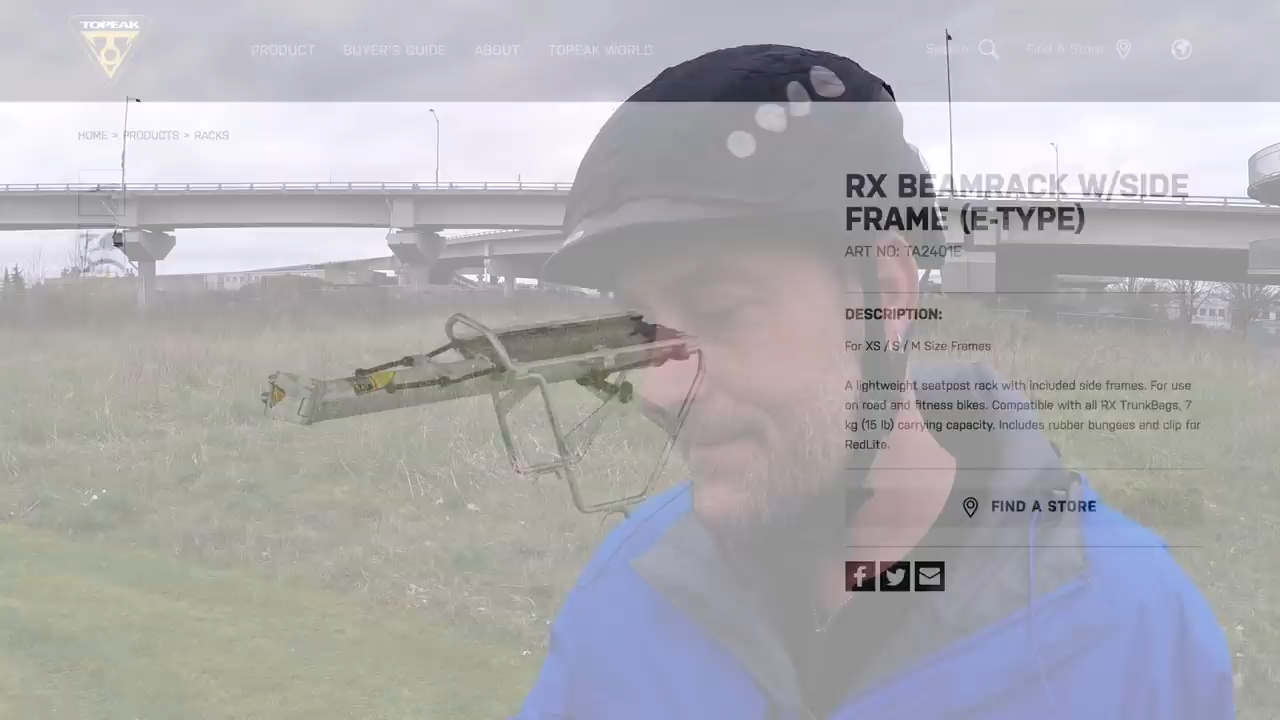 TOPEAK
PRODUCT BUYER'S GUIDE ABOUT TOPEAK WORLD Search Find A Store
HOME > PRODUCTS > RACKS
RX BEAMRACK W/SIDE
FRAME (E-TYPE)
ART NO: TA2401E
DESCRIPTION:
For XS / S / M Size Frames
A lightweight seatpost rack with included side frames. For use
on road and fitness bikes. Compatible with all RX TrunkBags, 7
kg (15 lb) carrying capacity. Includes rubber bungees and clip for
RedLite.
FIND A STORE